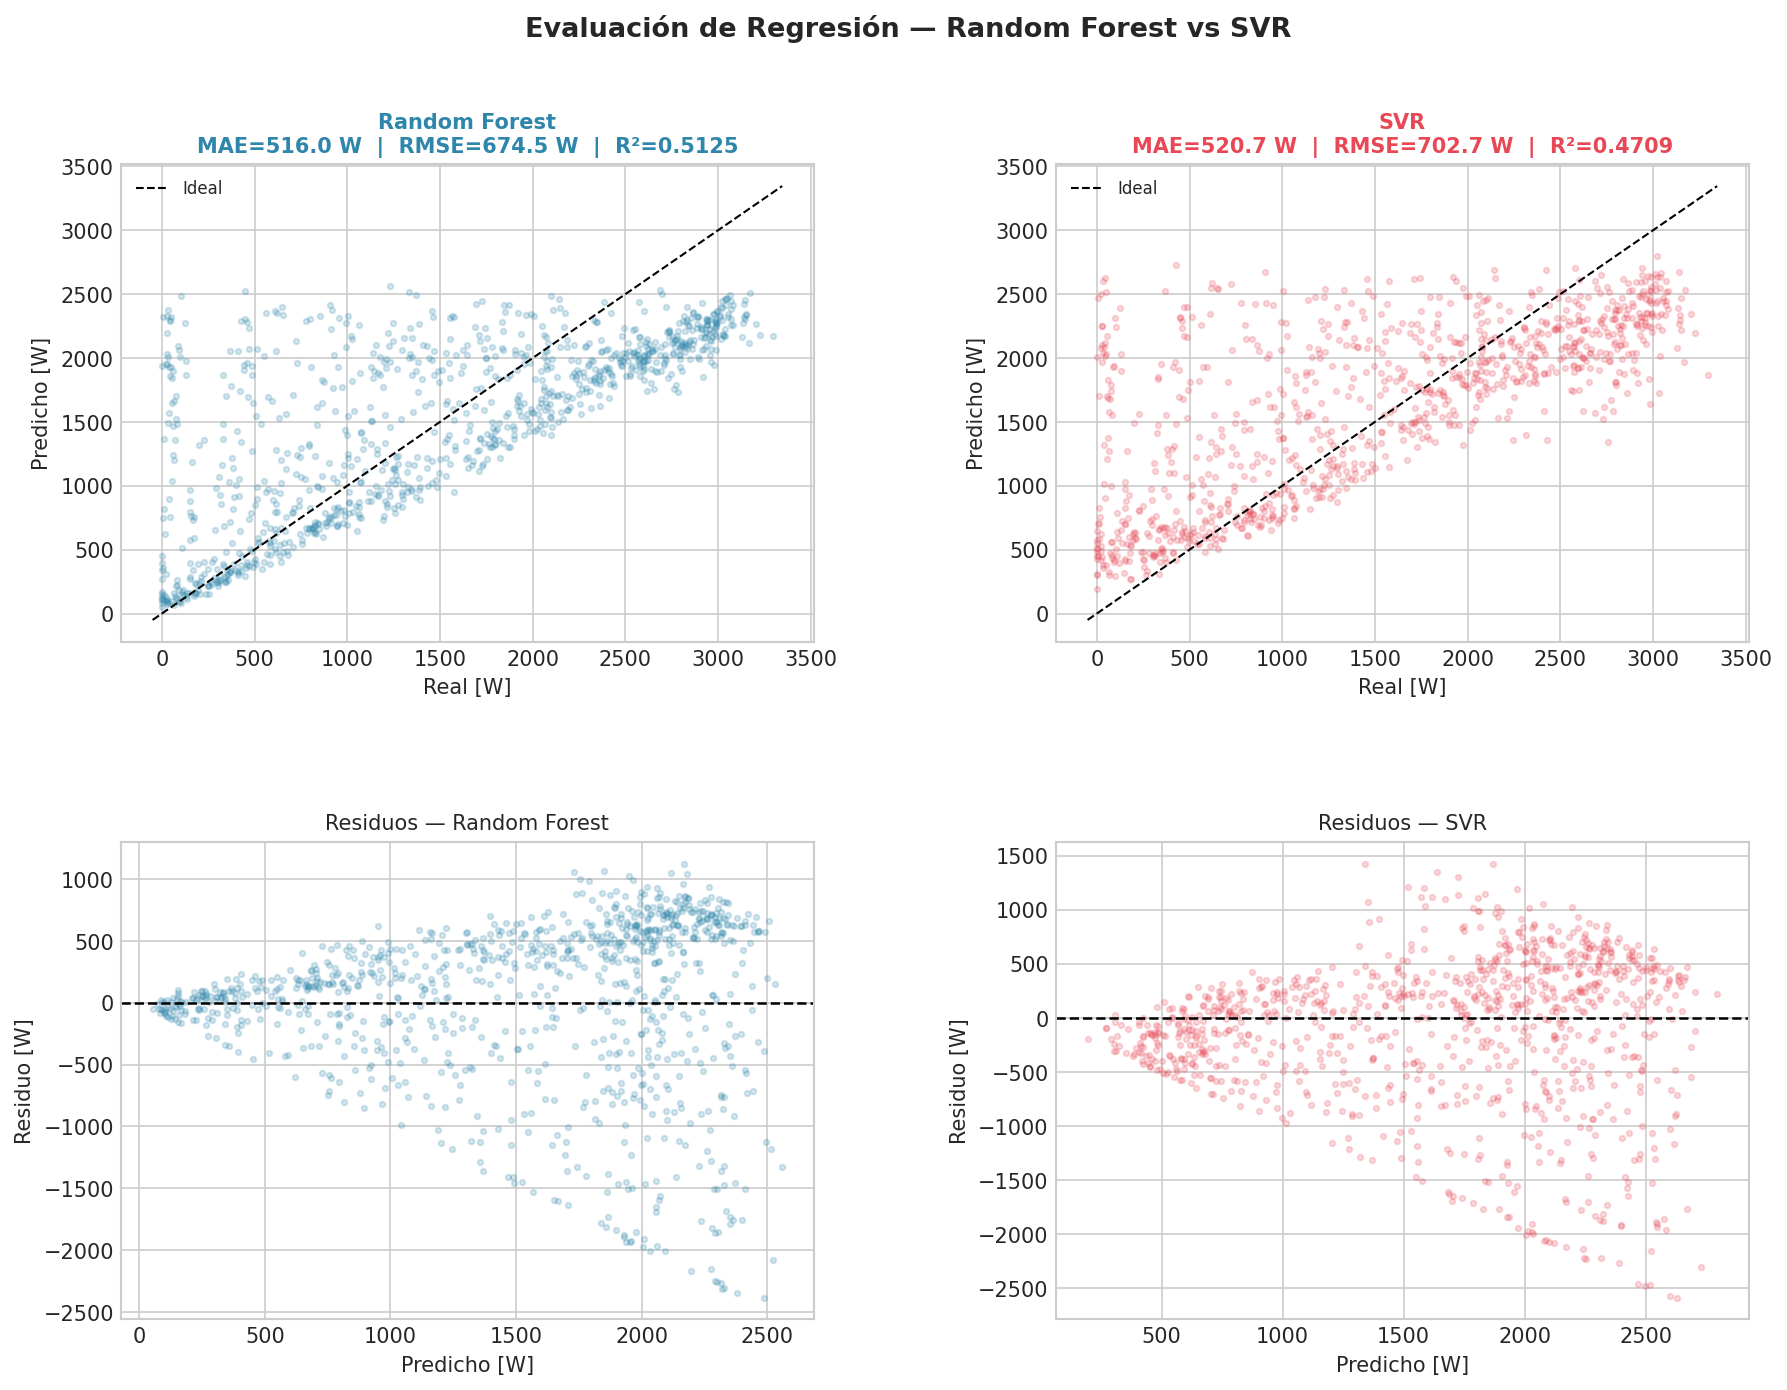 Evaluación de Regresión — Random Forest vs SVR
Random Forest
MAE=516.0 W | RMSE=674.5 W | R²=0.5125
3500
3000
2500
2000
1500
1000
500
0
Predicho [W]
Ideal
0 500 1000 1500 2000 2500 3000 3500
Real [W]
SVR
MAE=520.7 W | RMSE=702.7 W | R²=0.4709
3500
3000
2500
2000
1500
1000
500
0
Predicho [W]
Ideal
0 500 1000 1500 2000 2500 3000 3500
Real [W]
Residuos — Random Forest
1000
500
0
−500
−1000
−1500
−2000
−2500
Residuo [W]
0 500 1000 1500 2000 2500
Predicho [W]
Residuos — SVR
1500
1000
500
0
−500
−1000
−1500
−2000
−2500
Residuo [W]
500 1000 1500 2000 2500
Predicho [W]